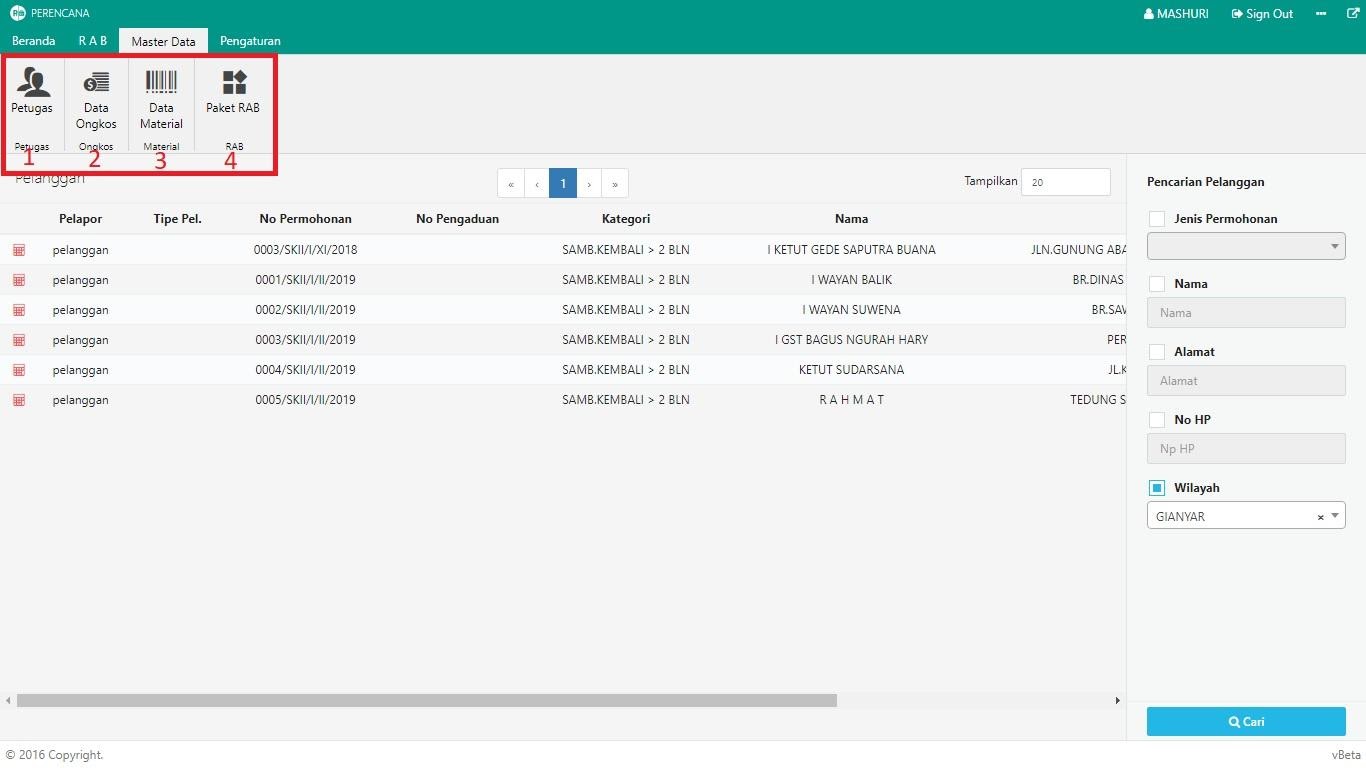 PERENCANA MASHURI Sign Out
Beranda R A B Master Data Pengaturan
Petugas Data Ongkos Data Material Paket RAB
Petugas Ongkos Material RAB
1 2 3 4
Pelanggan « ‹ 1 › » Tampilkan 20
Pelapor Tipe Pel. No Permohonan No Pengaduan Kategori Nama
pelanggan 0003/SKII/I/XI/2018 SAMB.KEMBALI > 2 BLN I KETUT GEDE SAPUTRA BUANA JLN.GUNUNG ABA
pelanggan 0001/SKII/I/II/2019 SAMB.KEMBALI > 2 BLN I WAYAN BALIK BR.DINAS
pelanggan 0002/SKII/I/II/2019 SAMB.KEMBALI > 2 BLN I WAYAN SUWENA BR.SAW
pelanggan 0003/SKII/I/II/2019 SAMB.KEMBALI > 2 BLN I GST BAGUS NGURAH HARY PER
pelanggan 0004/SKII/I/II/2019 SAMB.KEMBALI > 2 BLN KETUT SUDARSANA JL.K
pelanggan 0005/SKII/I/II/2019 SAMB.KEMBALI > 2 BLN R A H M A T TEDUNG S
Pencarian Pelanggan
Jenis Permohonan
Nama
Nama
Alamat
Alamat
No HP
Np HP
Wilayah
GIANYAR ×
Cari
© 2016 Copyright. vBeta